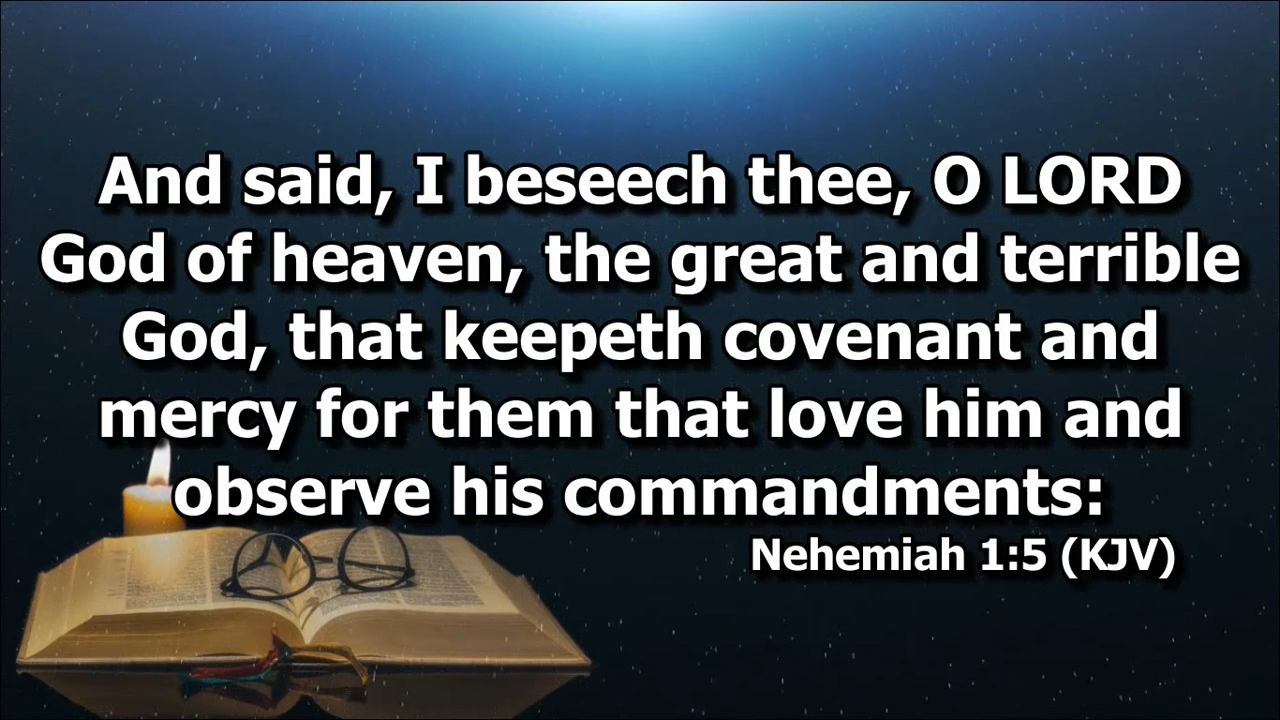 And said, I beseech thee, O LORD
God of heaven, the great and terrible
God, that keepeth covenant and
mercy for them that love him and
observe his commandments:
Nehemiah 1:5 (KJV)